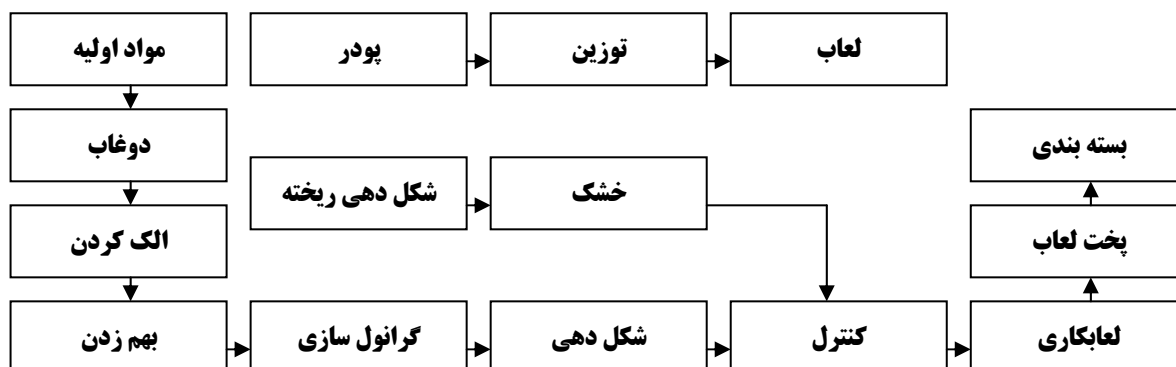 مواد اولیه
پودر
توزین
لعاب
دوغاب
بسته بندی
شکل دهی ریخته
خشک
الک کردن
پخت لعاب
بهم زدن
گرانول سازی
شکل دهی
کنترل
لعابکاری